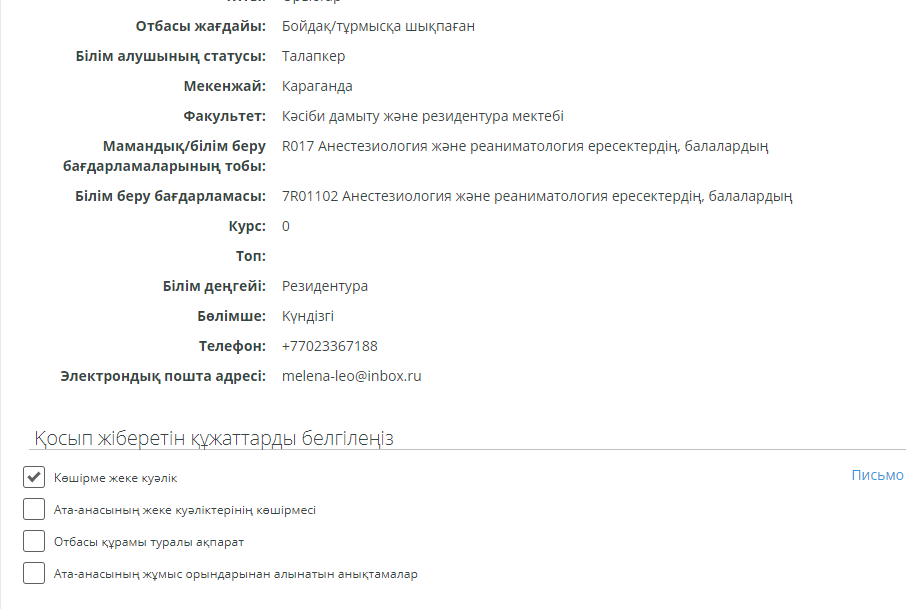 Отбасы жағдайы: Бойдақ/тұрмысқа шықпаған
Білім алушының статусы: Талапкер
Мекенжай: Караганда
Факультет: Кәсіби дамыту және резидентура мектебі
Мамандық/білім беру бағдарламаларының тобы: R017 Анестезиология және реаниматология ересектердің, балалардың
Білім беру бағдарламасы: 7R01102 Анестезиология және реаниматология ересектердің, балалардың
Курс: 0
Топ:
Білім деңгейі: Резидентура
Бөлімше: Күндізгі
Телефон: +77023367188
Электрондық пошта адресі: melena-leo@inbox.ru
Қосып жіберетін құжаттарды белгілеңіз
Көшірме жеке куәлік Письмо
Ата-анасының жеке куәліктерінің көшірмесі
Отбасы құрамы туралы ақпарат
Ата-анасының жұмыс орындарынан алынатын анықтамалар